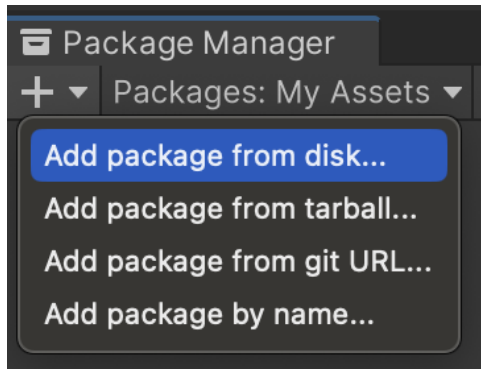 Package Manager
Packages: My Assets
Add package from disk...
Add package from tarball...
Add package from git URL...
Add package by name...